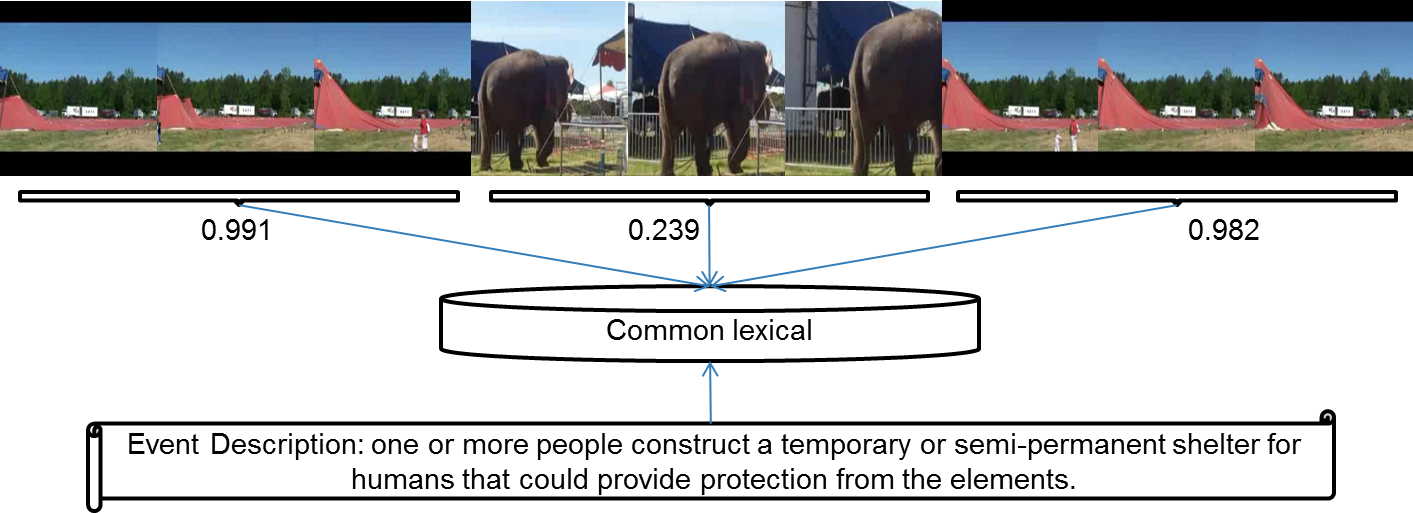 0.991
0.239
0.982
Common lexical
Event Description: one or more people construct a temporary or semi-permanent shelter for
humans that could provide protection from the elements.